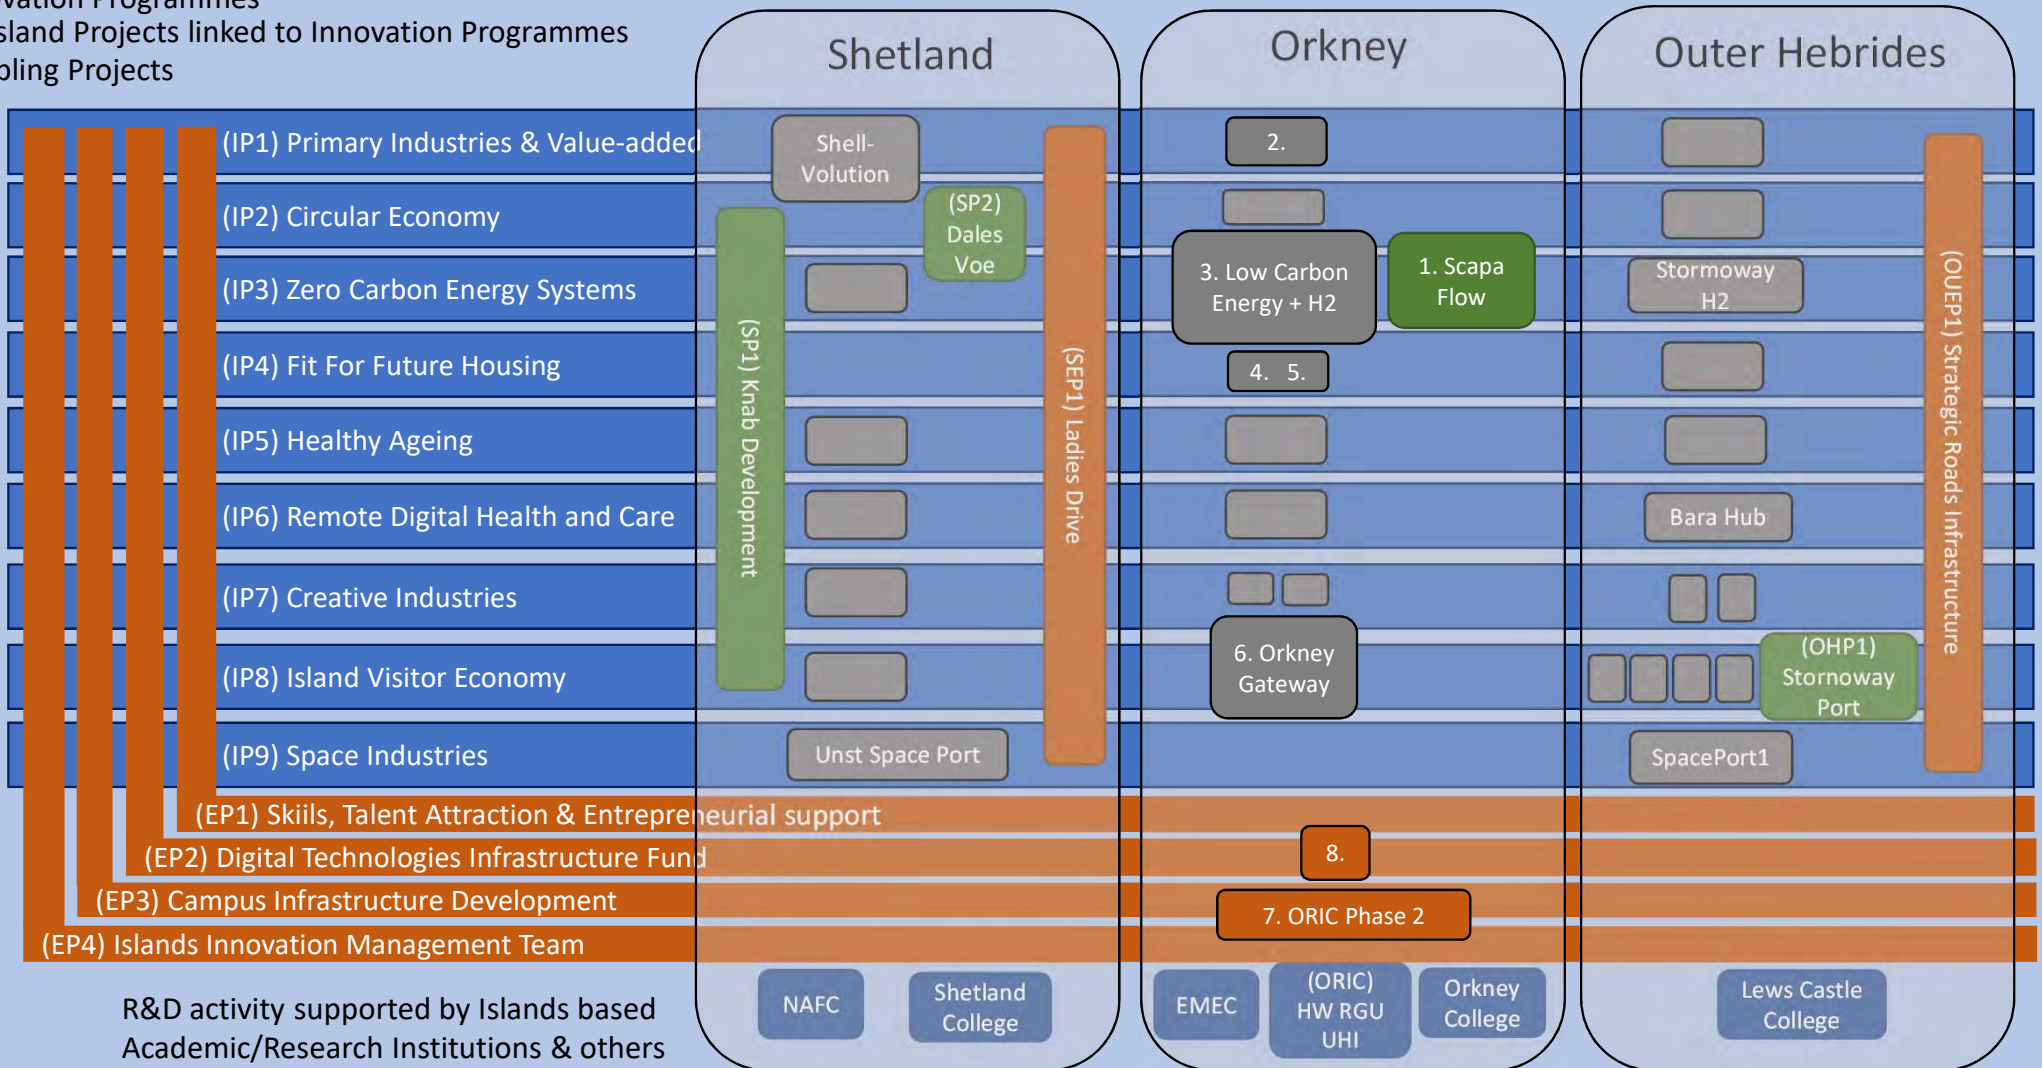 Programmes
Island Projects linked to Innovation Programmes
Projects
Shetland
Orkney
Outer Hebrides
(IP1) Primary Industries & Value-added
(IP2) Circular Economy
(IP3) Zero Carbon Energy Systems
(IP4) Fit For Future Housing
(IP5) Healthy Ageing
(IP6) Remote Digital Health and Care
(IP7) Creative Industries
(IP8) Island Visitor Economy
(IP9) Space Industries
(EP1) Skiils, Talent Attraction & Entrepreneurial support
(EP2) Digital Technologies Infrastructure Fund
(EP3) Campus Infrastructure Development
(EP4) Islands Innovation Management Team
Shell-
Volution
(SP2)
Dales
Voe
(SP1) Knab Development
(SEP1) Ladies Drive
Unst Space Port
2.
3. Low Carbon
Energy + H2
1. Scapa
Flow
4. 5.
6. Orkney
Gateway
8.
7. ORIC Phase 2
Stormoway
H2
Bara Hub
(OHP1)
Stornoway
Port
SpacePort1
(OUEP1) Strategic Roads Infrastructure
R&D activity supported by Islands based
Academic/Research Institutions & others
NAFC
Shetland
College
EMEC
(ORIC)
HW RGU
UHI
Orkney
College
Lews Castle
College